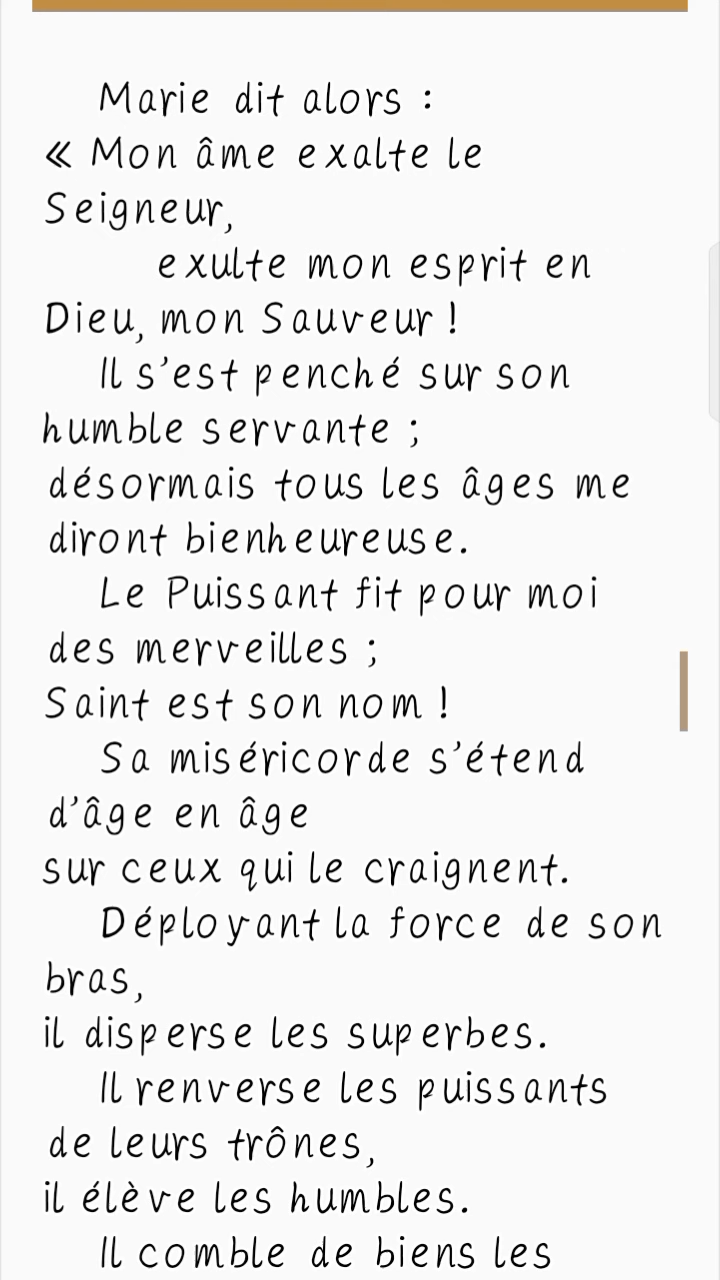 Marie dit alors :
« Mon âme exalte le
Seigneur,
exulte mon esprit en
Dieu, mon Sauveur !
Il s’est penché sur son
humble servante ;
désormais tous les âges me
diront bienheureuse.
Le Puissant fit pour moi
des merveilles ;
Saint est son nom !
Sa miséricorde s’étend
d’âge en âge
sur ceux qui le craignent.
Déployant la force de son
bras,
il disperse les superbes.
Il renverse les puissants
de leurs trônes,
il élève les humbles.
Il comble de biens les